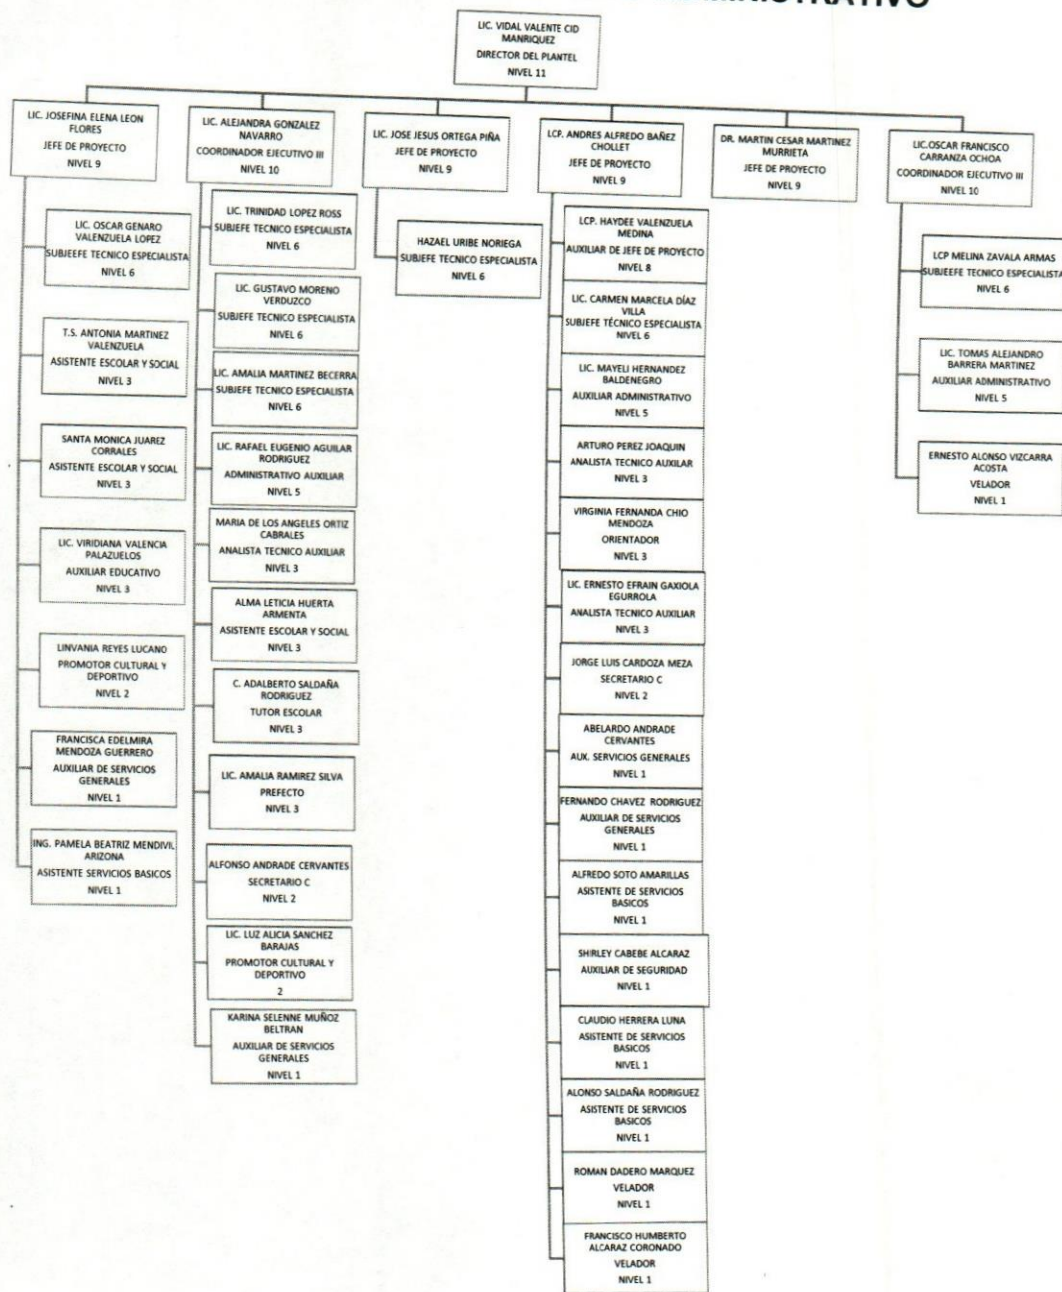 LIC. VIDAL VALENTE CID
MANRIQUEZ
DIRECTOR DEL PLANTEL
NIVEL 11
LIC. JOSEFINA ELENA LEON
FLORES
JEFE DE PROYECTO
NIVEL 9
LIC. OSCAR GENARO
VALENZUELA LOPEZ
SUBJEEFE TECNICO ESPECIALISTA
NIVEL 6
T.S. ANTONIA MARTINEZ
VALENZUELA
ASISTENTE ESCOLAR Y SOCIAL
NIVEL 3
SANTA MONICA JUAREZ
CORRALES
ASISTENTE ESCOLAR Y SOCIAL
NIVEL 3
LIC. VIRIDIANA VALENCIA
PALAZUELOS
AUXILIAR EDUCATIVO
NIVEL 3
LINVANIA REYES LUCANO
PROMOTOR CULTURAL Y
DEPORTIVO
NIVEL 2
FRANCISCA EDELMIRA
MENDOZA GUERRERO
AUXILIAR DE SERVICIOS
GENERALES
NIVEL 1
ING. PAMELA BEATRIZ MENDIVIL
ARIZONA
ASISTENTE SERVICIOS BASICOS
NIVEL 1
LIC. ALEJANDRA GONZALEZ
NAVARRO
COORDINADOR EJECUTIVO III
NIVEL 10
LIC. TRINIDAD LOPEZ ROSS
SUBJEFE TECNICO ESPECIALISTA
NIVEL 6
LIC. GUSTAVO MORENO
VERDUZCO
SUBJEFE TECNICO ESPECIALISTA
NIVEL 6
LIC. AMALIA MARTINEZ BECERRA
SUBJEFE TECNICO ESPECIALISTA
NIVEL 6
LIC. RAFAEL EUGENIO AGUILAR
RODRIGUEZ
ADMINISTRATIVO AUXILIAR
NIVEL 5
MARIA DE LOS ANGELES ORTIZ
CABRALES
ANALISTA TECNICO AUXILIAR
NIVEL 3
ALMA LETICIA HUERTA
ARMENTA
ASISTENTE ESCOLAR Y SOCIAL
NIVEL 3
C. ADALBERTO SALDAÑA
RODRIGUEZ
TUTOR ESCOLAR
NIVEL 3
LIC. AMALIA RAMIREZ SILVA
PREFECTO
NIVEL 3
ALFONSO ANDRADE CERVANTES
SECRETARIO C
NIVEL 2
LIC. LUZ ALICIA SANCHEZ
BARAJAS
PROMOTOR CULTURAL Y
DEPORTIVO
2
KARINA SELENNE MUÑOZ
BELTRAN
AUXILIAR DE SERVICIOS
GENERALES
NIVEL 1
LIC. JOSE JESUS ORTEGA PIÑA
JEFE DE PROYECTO
NIVEL 9
HAZAEL URIBE NORIEGA
SUBJEFE TECNICO ESPECIALISTA
NIVEL 6
LCP. ANDRES ALFREDO BAÑEZ
CHOLLET
JEFE DE PROYECTO
NIVEL 9
LCP. HAYDEE VALENZUELA
MEDINA
AUXILIAR DE JEFE DE PROYECTO
NIVEL 8
LIC. CARMEN MARCELA DÍAZ
VILLA
SUBJEFE TÉCNICO ESPECIALISTA
NIVEL 6
LIC. MAYELI HERNANDEZ
BALDENEGRO
AUXILIAR ADMINISTRATIVO
NIVEL 5
ARTURO PEREZ JOAQUIN
ANALISTA TECNICO AUXILAR
NIVEL 3
VIRGINIA FERNANDA CHIO
MENDOZA
ORIENTADOR
NIVEL 3
LIC. ERNESTO EFRAIN GAXIOLA
EGURROLA
ANALISTA TECNICO AUXILIAR
NIVEL 3
JORGE LUIS CARDOZA MEZA
SECRETARIO C
NIVEL 2
ABELARDO ANDRADE
CERVANTES
AUX. SERVICIOS GENERALES
NIVEL 1
FERNANDO CHAVEZ RODRIGUEZ
AUXILIAR DE SERVICIOS
GENERALES
NIVEL 1
ALFREDO SOTO AMARILLAS
ASISTENTE DE SERVICIOS
BASICOS
NIVEL 1
SHIRLEY CABEBE ALCARAZ
AUXILIAR DE SEGURIDAD
NIVEL 1
CLAUDIO HERRERA LUNA
ASISTENTE DE SERVICIOS
BASICOS
NIVEL 1
ALONSO SALDAÑA RODRIGUEZ
ASISTENTE DE SERVICIOS
BASICOS
NIVEL 1
ROMAN DADERO MARQUEZ
VELADOR
NIVEL 1
FRANCISCO HUMBERTO
ALCARAZ CORONADO
VELADOR
NIVEL 1
DR. MARTIN CESAR MARTINEZ
MURRIETA
JEFE DE PROYECTO
NIVEL 9
LIC.OSCAR FRANCISCO
CARRANZA OCHOA
COORDINADOR EJECUTIVO III
NIVEL 10
LCP MELINA ZAVALA ARMAS
SUBJEEFE TECNICO ESPECIALISTA
NIVEL 6
LIC. TOMAS ALEJANDRO
BARRERA MARTINEZ
AUXILIAR ADMINISTRATIVO
NIVEL 5
ERNESTO ALONSO VIZCARRA
ACOSTA
VELADOR
NIVEL 1